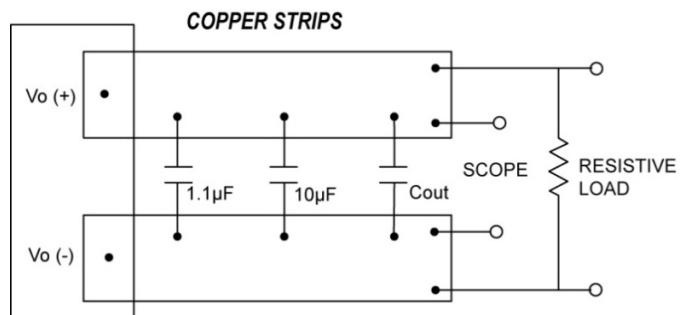 COPPER STRIPS
Vo (+)
1.1µF
10µF
Cout
SCOPE
RESISTIVE
LOAD
Vo (-)